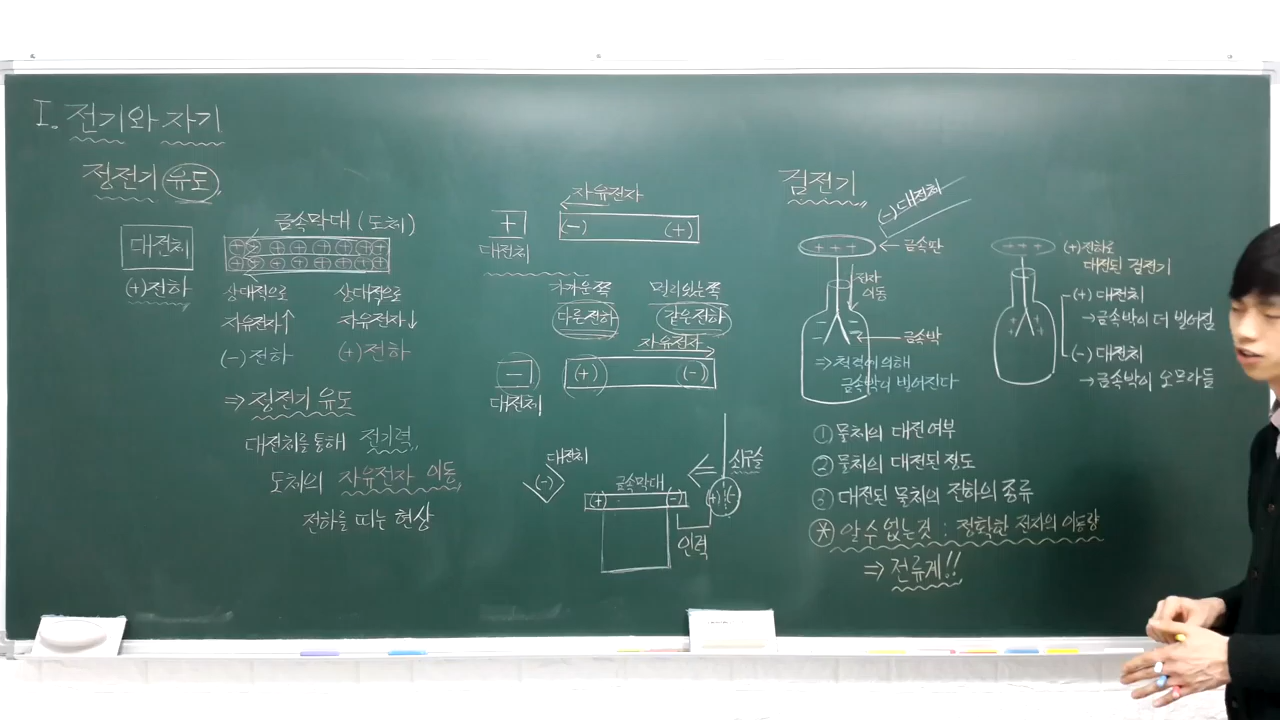 I. 전기와 자기
정전기 유도
대전체
(+)전하
금속막대 (도체)
상대적으로
자유전자↑
(-)전하
상대적으로
자유전자↓
(+)전하
⇒ 정전기 유도
대전체를 통해 전기력,
도체의 자유전자 이동,
전하를 띠는 현상
+
대전체
자유전자
(-) (+)
가까운쪽
다른전하
멀리있는쪽
같은전하
-
대전체
자유전자
(+) (-)
대전체
(-)
금속막대
(+) (-)
쇠구슬
(+) (-)
인력
검전기
(-)대전체
+ + +
금속판
전자
이동
금속박
⇒ 척력에 의해
금속박이 벌어진다
+ + +
(+)전하로
대전된 검전기
(+) 대전체
→ 금속박이 더 벌어짐
(-) 대전체
→ 금속박이 오므라듦
① 물체의 대전여부
② 물체의 대전된 정도
③ 대전된 물체의 전하의 종류
※ 알 수 없는 것 : 정확한 전자의 이동량
⇒ 전류계!!